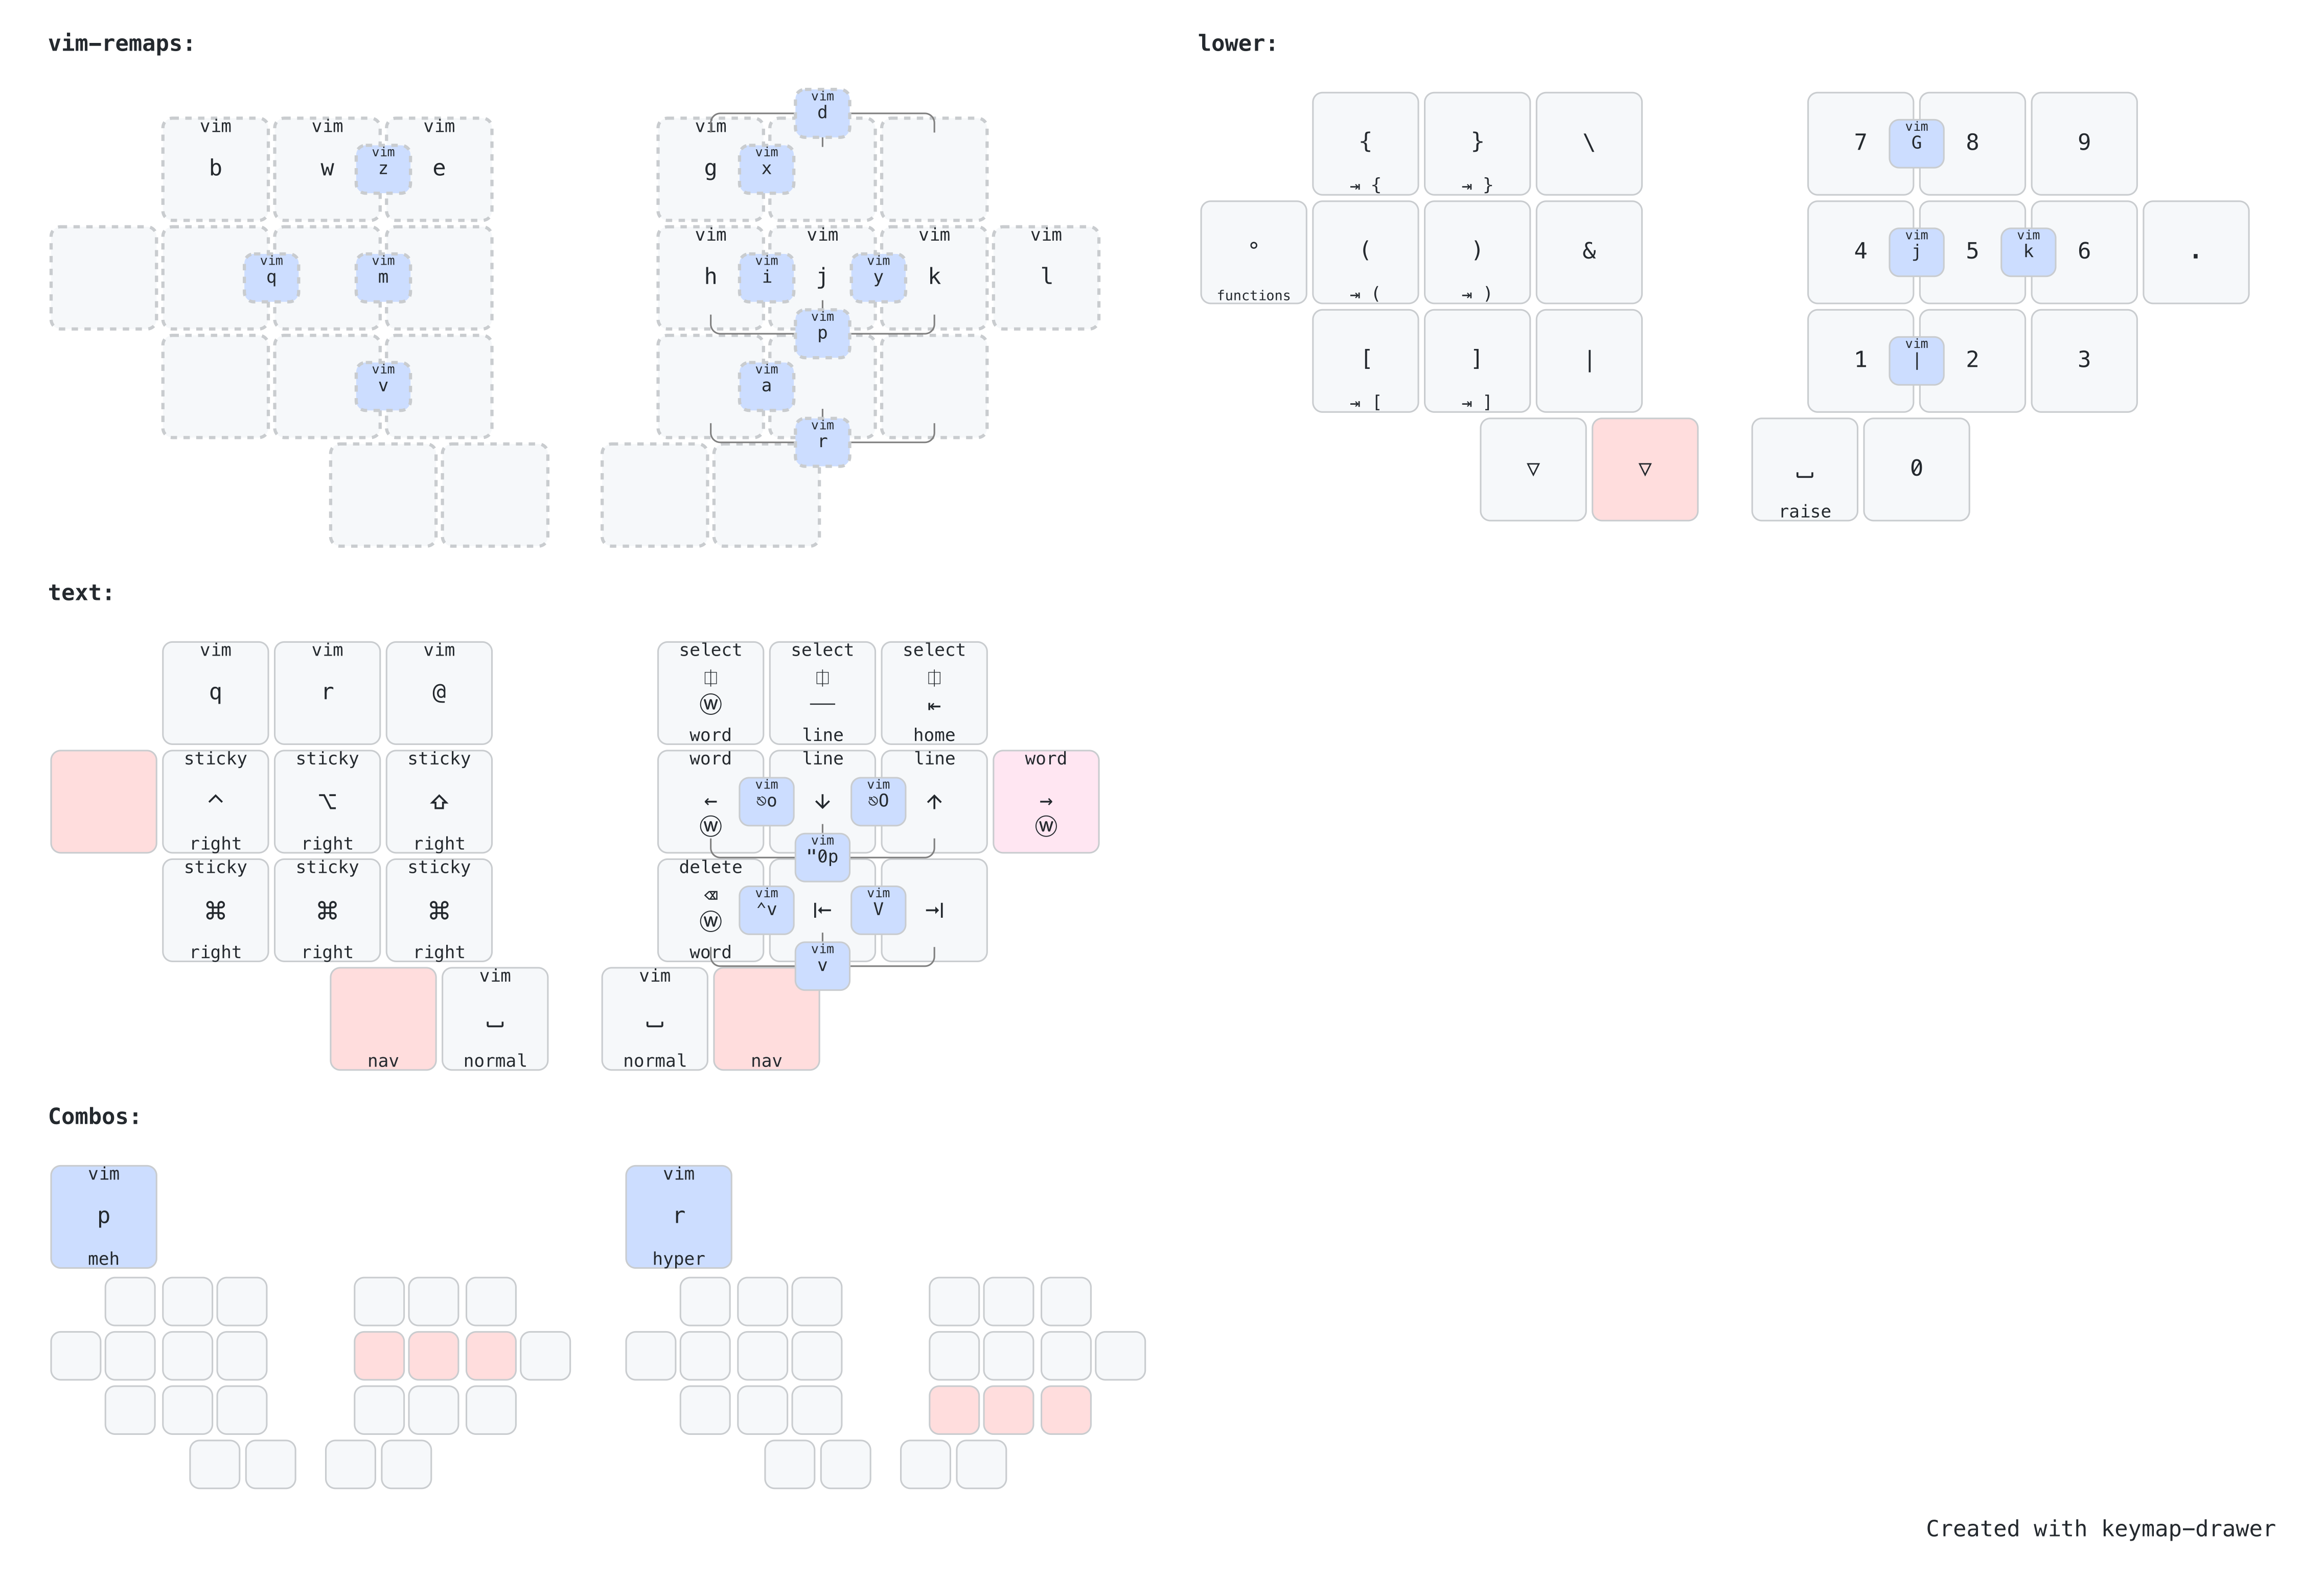 vim-remaps:
vim
d
vim vim vim vim
b w vim z e g vim x
vim vim vim vim
vim q vim m h vim i j vim y k l
vim
p
vim v vim a
vim
r
lower:
{ } \ 7 vim G 8 9
⇥ { ⇥ }
° ( ) & 4 vim j 5 vim k 6 .
functions ⇥ ( ⇥ )
[ ] | 1 vim | 2 3
⇥ [ ⇥ ]
▽ ▽ ⎵ 0
raise
text:
vim vim vim select select select
q r @ ⓦ — ⇤
word line home
sticky sticky sticky word line line word
^ ⌥ ⇧ ← ⓦ vim ⎋o ↓ vim ⎋O ↑ → ⓦ
right right right
vim
"0p
sticky sticky sticky delete
⌘ ⌘ ⌘ ⌫ ⓦ vim ^v |← vim V →|
right right right word
vim
v
vim vim
⎵ ⎵
nav normal normal nav
Combos:
vim vim
p r
meh hyper
Created with keymap-drawer